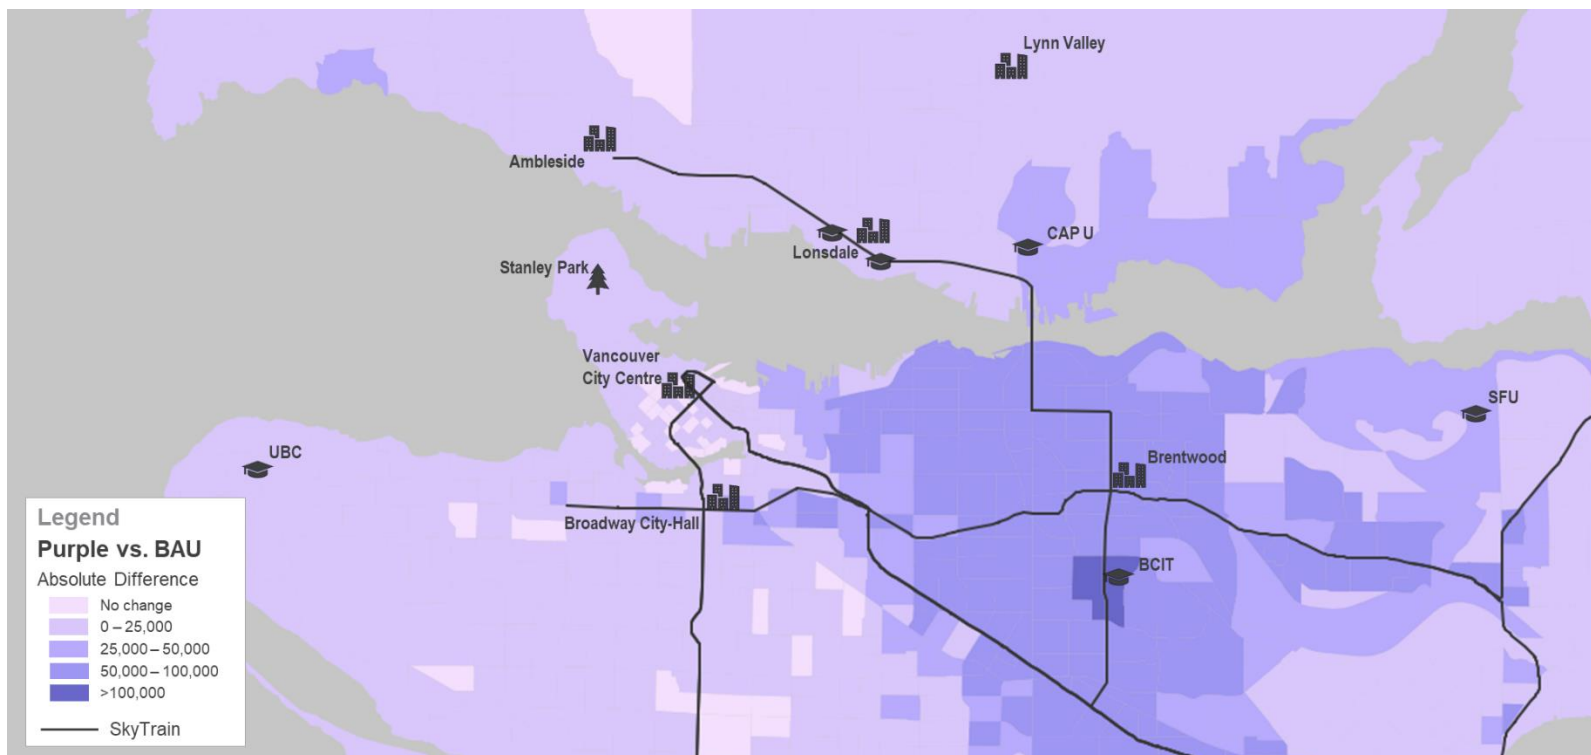 Lynn Valley
Ambleside
CAP U
Lonsdale
Stanley Park
Vancouver
City Centre
SFU
UBC
Brentwood
Broadway City-Hall
BCIT
Legend
Purple vs. BAU
Absolute Difference
No change
0 – 25,000
25,000 – 50,000
50,000 – 100,000
>100,000
SkyTrain